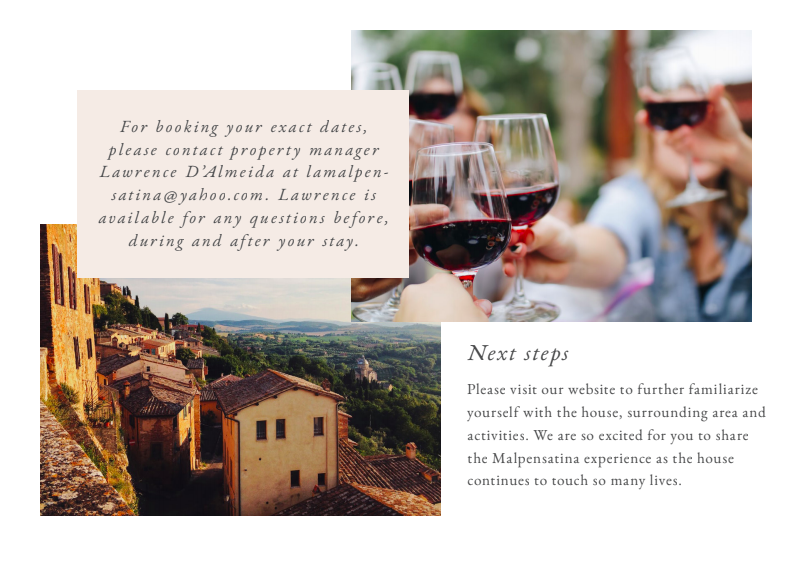 For booking your exact dates,
please contact property manager
Lawrence D’Almeida at lamalpen-
satina@yahoo.com. Lawrence is
available for any questions before,
during and after your stay.
Next steps
Please visit our website to further familiarize
yourself with the house, surrounding area and
activities. We are so excited for you to share
the Malpensatina experience as the house
continues to touch so many lives.